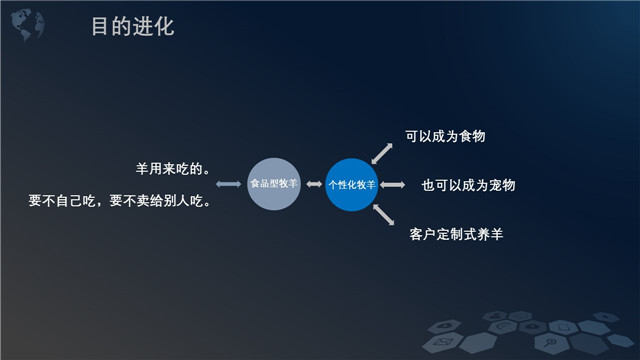 目的进化
羊用来吃的。
要不自己吃，要不卖给别人吃。
食品型牧羊
个性化牧羊
可以成为食物
也可以成为宠物
客户定制式养羊